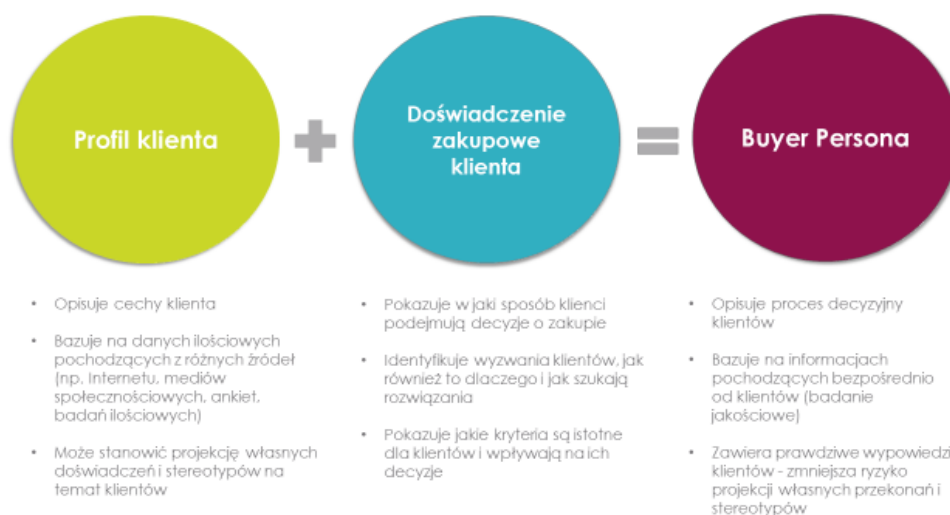 Profil klienta
Doświadczenie
zakupowe
klienta
Buyer Persona
• Opisuje cechy klienta
• Bazuje na danych ilościowych
pochodzących z różnych źródeł
(np. Internetu, mediów
społecznościowych, ankiet,
badań ilościowych)
• Może stanowić projekcję własnych
doświadczeń i stereotypów na
temat klientów
• Pokazuje w jaki sposób klienci
podejmują decyzje o zakupie
• Identyfikuje wyzwania klientów, jak
również to dlaczego i jak szukają
rozwiązania
• Pokazuje jakie kryteria są istotne
dla klientów i wpływają na ich
decyzje
• Opisuje proces decyzyjny
klientów
• Bazuje na informacjach
pochodzących bezpośrednio
od klientów (badanie
jakościowe)
• Zawiera prawdziwe wypowiedzi
klientów - zmniejsza ryzyko
projekcji własnych przekonań i
stereotypów